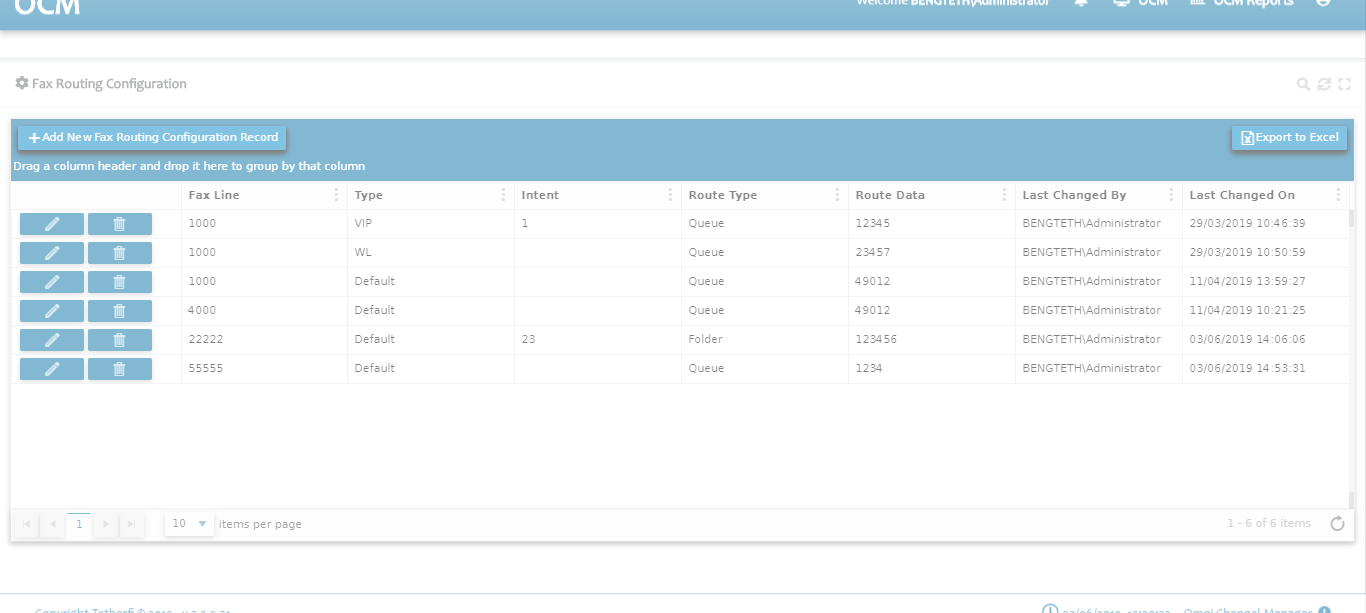 OCM
Welcome BENGTETH\Administrator OCM OCM Reports
Fax Routing Configuration
Add New Fax Routing Configuration Record Export to Excel
Drag a column header and drop it here to group by that column
Fax Line Type Intent Route Type Route Data Last Changed By Last Changed On
1000 VIP 1 Queue 12345 BENGTETH\Administrator 29/03/2019 10:46:39
1000 WL Queue 23457 BENGTETH\Administrator 29/03/2019 10:50:59
1000 Default Queue 49012 BENGTETH\Administrator 11/04/2019 13:59:27
4000 Default Queue 49012 BENGTETH\Administrator 11/04/2019 10:21:25
22222 Default 23 Folder 123456 BENGTETH\Administrator 03/06/2019 14:06:06
55555 Default Queue 1234 BENGTETH\Administrator 03/06/2019 14:53:31
1 10 items per page 1 - 6 of 6 items
Copyright Tetherfi © 2019 Omni Channel Manager